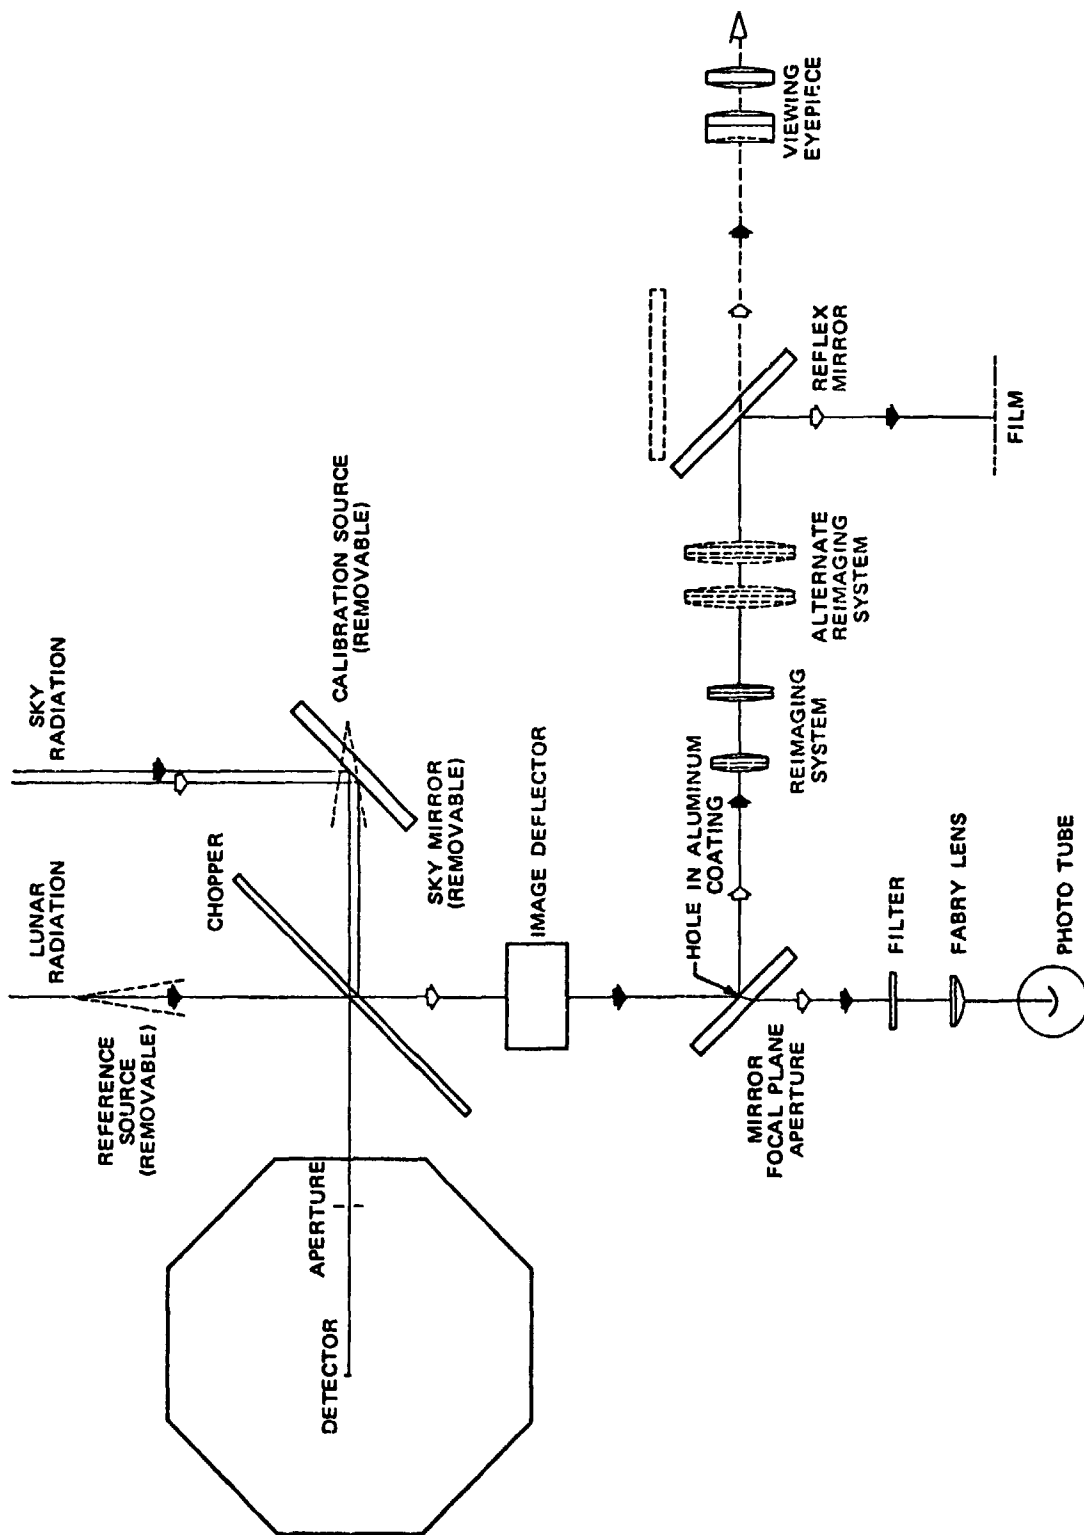 SKY
RADIATION
LUNAR
RADIATION
REFERENCE
SOURCE
(REMOVABLE)
CHOPPER
CALIBRATION SOURCE
(REMOVABLE)
SKY MIRROR
(REMOVABLE)
APERTURE
DETECTOR
IMAGE DEFLECTOR
HOLE IN ALUMINUM
COATING
MIRROR
FOCAL PLANE
APERTURE
REIMAGING
SYSTEM
ALTERNATE
REIMAGING
SYSTEM
REFLEX
MIRROR
VIEWING
EYEPIECE
FILM
FILTER
FABRY LENS
PHOTO TUBE